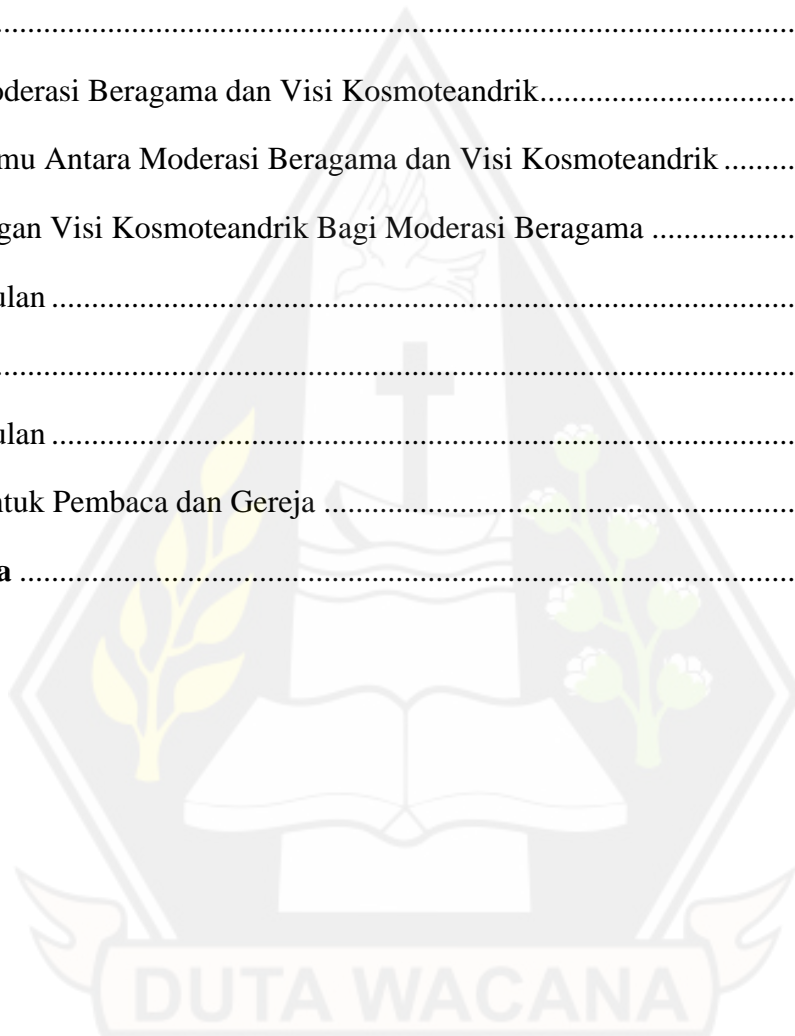 ..........................................................................................
oderasi Beragama dan Visi Kosmoteandrik.............................
mu Antara Moderasi Beragama dan Visi Kosmoteandrik .........
gan Visi Kosmoteandrik Bagi Moderasi Beragama ..................
ulan ....................................................................................
..........................................................................................
ulan ....................................................................................
ntuk Pembaca dan Gereja .....................................................
a ........................................................................................
DUTA WACANA